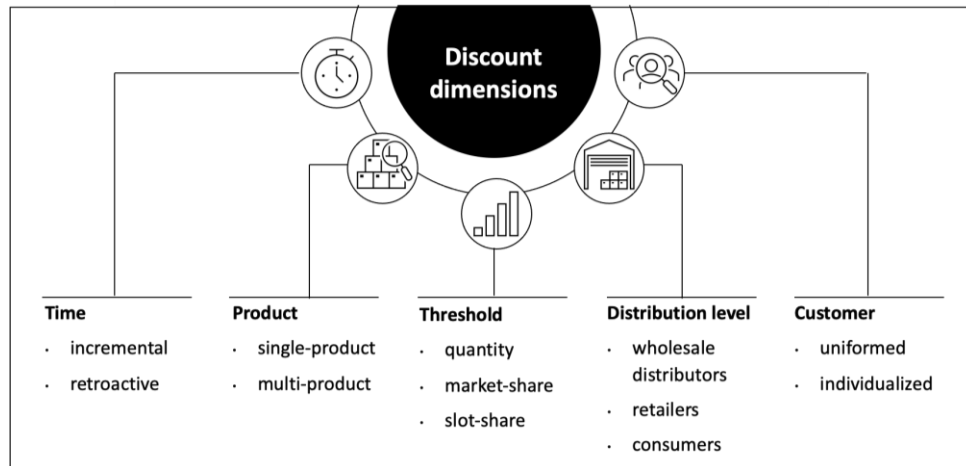 Discount
dimensions
Time
· incremental
· retroactive
Product
· single-product
· multi-product
Threshold
· quantity
· market-share
· slot-share
Distribution level
· wholesale
distributors
· retailers
· consumers
Customer
· uniformed
· individualized